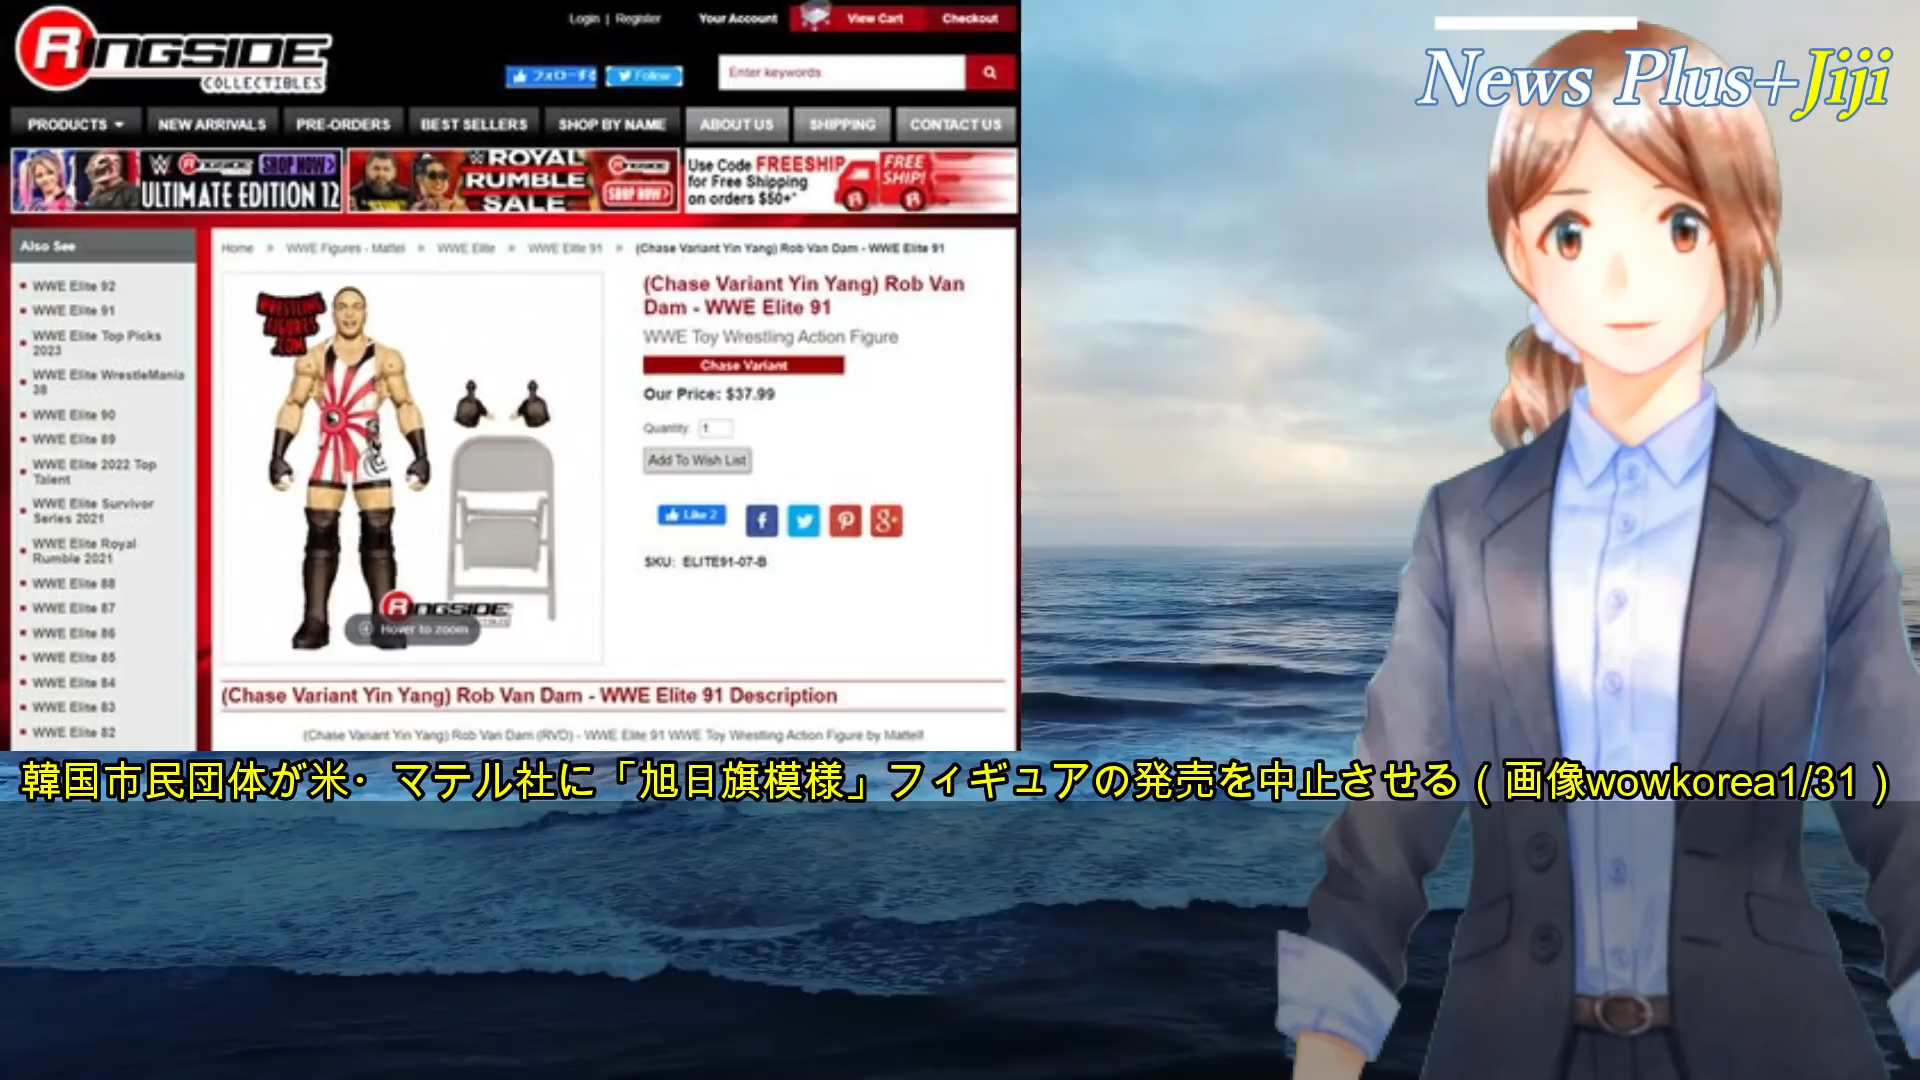 Login | Register
Your Account
View Cart
Checkout
RINGSIDE
COLLECTIBLES
フォローする
Follow
Enter keywords
News Plus+Jiji
PRODUCTS
NEW ARRIVALS
PRE-ORDERS
BEST SELLERS
SHOP BY NAME
ABOUT US
SHIPPING
CONTACT US
W RINGSIDE SHOP NOW
ULTIMATE EDITION 12
ROYAL
RUMBLE
SALE
RINGSIDE
SHOP NOW
Use Code FREESHIP
for Free Shipping
on orders $50+*
FREE
SHIP!
Also See
WWE Elite 92
WWE Elite 91
WWE Elite Top Picks
2023
WWE Elite WrestleMania
38
WWE Elite 90
WWE Elite 89
WWE Elite 2022 Top
Talent
WWE Elite Survivor
Series 2021
WWE Elite Royal
Rumble 2021
WWE Elite 88
WWE Elite 87
WWE Elite 86
WWE Elite 85
WWE Elite 84
WWE Elite 83
WWE Elite 82
Home » WWE Figures - Mattel » WWE Elite » WWE Elite 91 » (Chase Variant Yin Yang) Rob Van Dam - WWE Elite 91
WRESTLING
FIGURES
.COM
RINGSIDE
Hover to zoom
(Chase Variant Yin Yang) Rob Van
Dam - WWE Elite 91
WWE Toy Wrestling Action Figure
Chase Variant
Our Price: $37.99
Quantity: 1
Add To Wish List
Like 2
SKU: ELITE91-07-B
(Chase Variant Yin Yang) Rob Van Dam - WWE Elite 91 Description
(Chase Variant Yin Yang) Rob Van Dam (RVD) - WWE Elite 91 WWE Toy Wrestling Action Figure by Mattel!
韓国市民団体が米・マテル社に「旭日旗模様」フィギュアの発売を中止させる（画像wowkorea1/31）